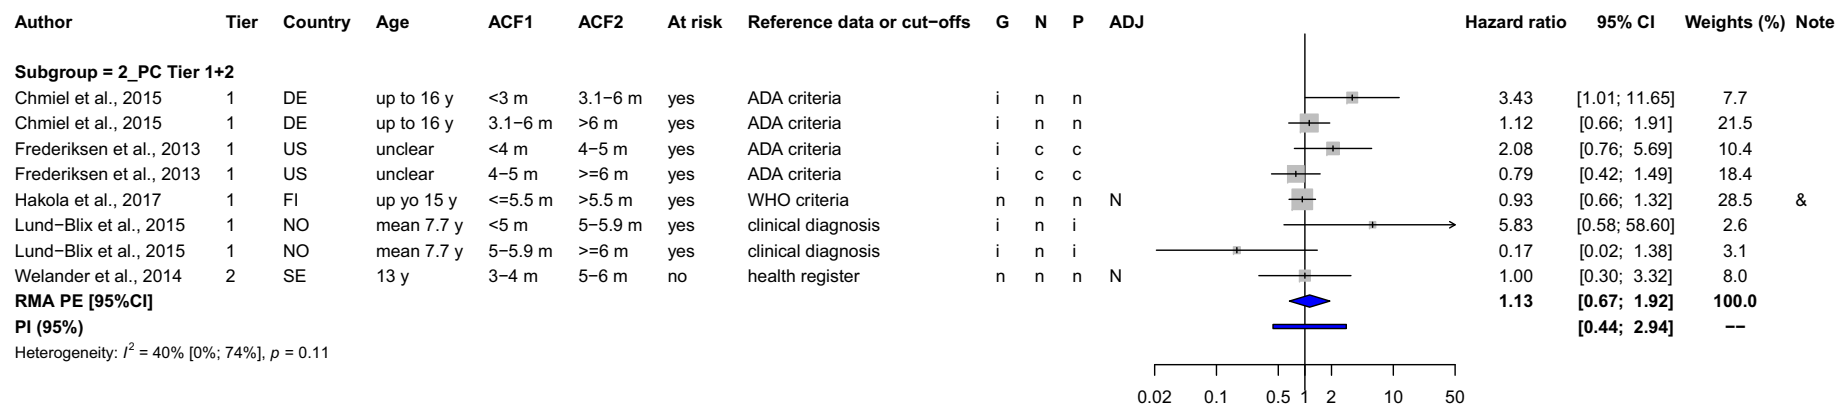 Author Tier Country Age ACF1 ACF2 At risk Reference data or cut−offs G N P ADJ Hazard ratio 95% CI Weights (%) Note
Subgroup = 2_PC Tier 1+2
Chmiel et al., 2015 1 DE up to 16 y <3 m 3.1−6 m yes ADA criteria i n n 3.43 [1.01; 11.65] 7.7
Chmiel et al., 2015 1 DE up to 16 y 3.1−6 m >6 m yes ADA criteria i n n 1.12 [0.66; 1.91] 21.5
Frederiksen et al., 2013 1 US unclear <4 m 4−5 m yes ADA criteria i c c 2.08 [0.76; 5.69] 10.4
Frederiksen et al., 2013 1 US unclear 4−5 m >=6 m yes ADA criteria i c c 0.79 [0.42; 1.49] 18.4
Hakola et al., 2017 1 FI up yo 15 y <=5.5 m >5.5 m yes WHO criteria n n n N 0.93 [0.66; 1.32] 28.5 &
Lund−Blix et al., 2015 1 NO mean 7.7 y <5 m 5−5.9 m yes clinical diagnosis i n i 5.83 [0.58; 58.60] 2.6
Lund−Blix et al., 2015 1 NO mean 7.7 y 5−5.9 m >=6 m yes clinical diagnosis i n i 0.17 [0.02; 1.38] 3.1
Welander et al., 2014 2 SE 13 y 3−4 m 5−6 m no health register n n n N 1.00 [0.30; 3.32] 8.0
RMA PE [95%CI] 1.13 [0.67; 1.92] 100.0
PI (95%) [0.44; 2.94] −−
Heterogeneity: I² = 40% [0%; 74%], p = 0.11
0.02 0.1 0.5 1 2 10 50